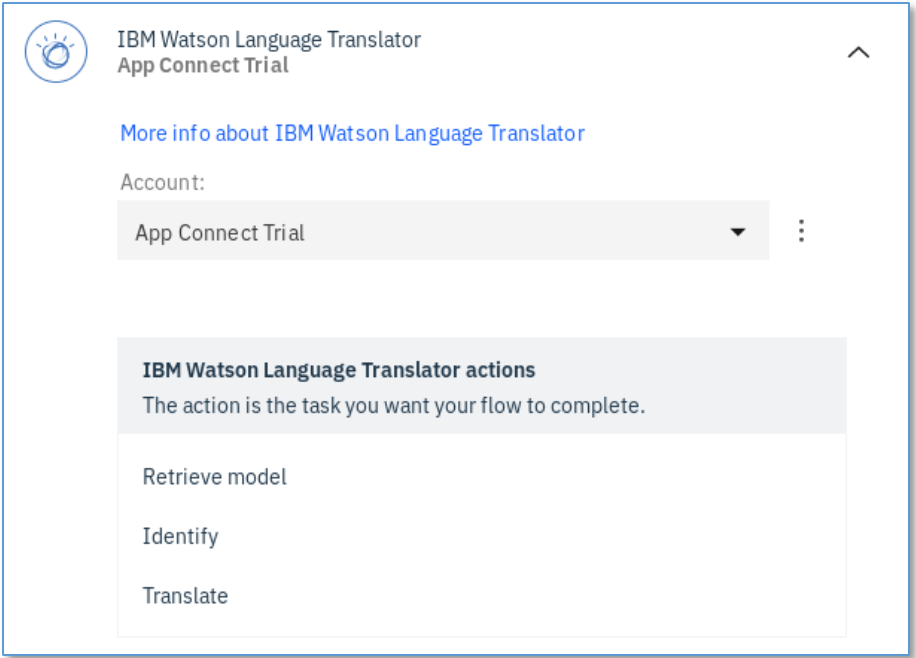 IBM Watson Language Translator
App Connect Trial
More info about IBM Watson Language Translator
Account:
App Connect Trial
IBM Watson Language Translator actions
The action is the task you want your flow to complete.
Retrieve model
Identify
Translate